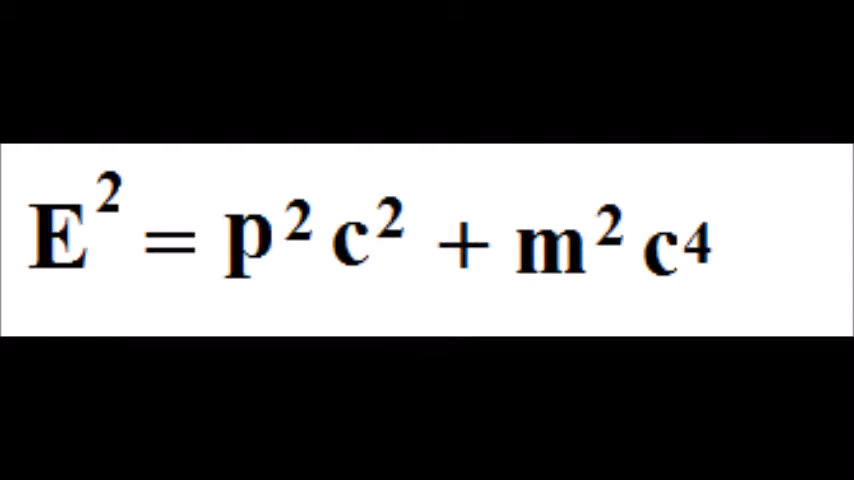 E² = p² c² + m² c⁴